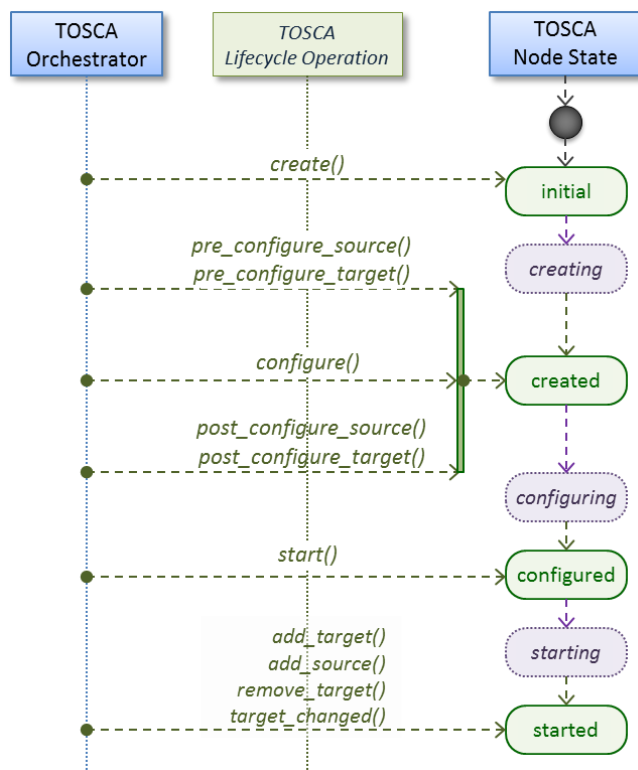 TOSCA
Orchestrator
TOSCA
Lifecycle Operation
TOSCA
Node State
create()
initial
pre_configure_source()
creating
pre_configure_target()
configure()
created
post_configure_source()
post_configure_target()
configuring
start()
configured
add_target()
starting
add_source()
remove_target()
target_changed()
started